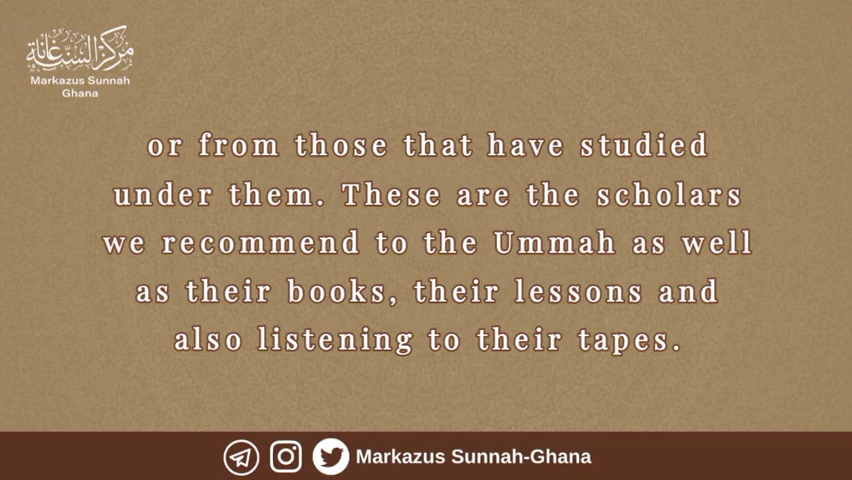 مركز السنة غانة
Markazus Sunnah
Ghana
or from those that have studied
under them. These are the scholars
we recommend to the Ummah as well
as their books, their lessons and
also listening to their tapes.
Markazus Sunnah-Ghana